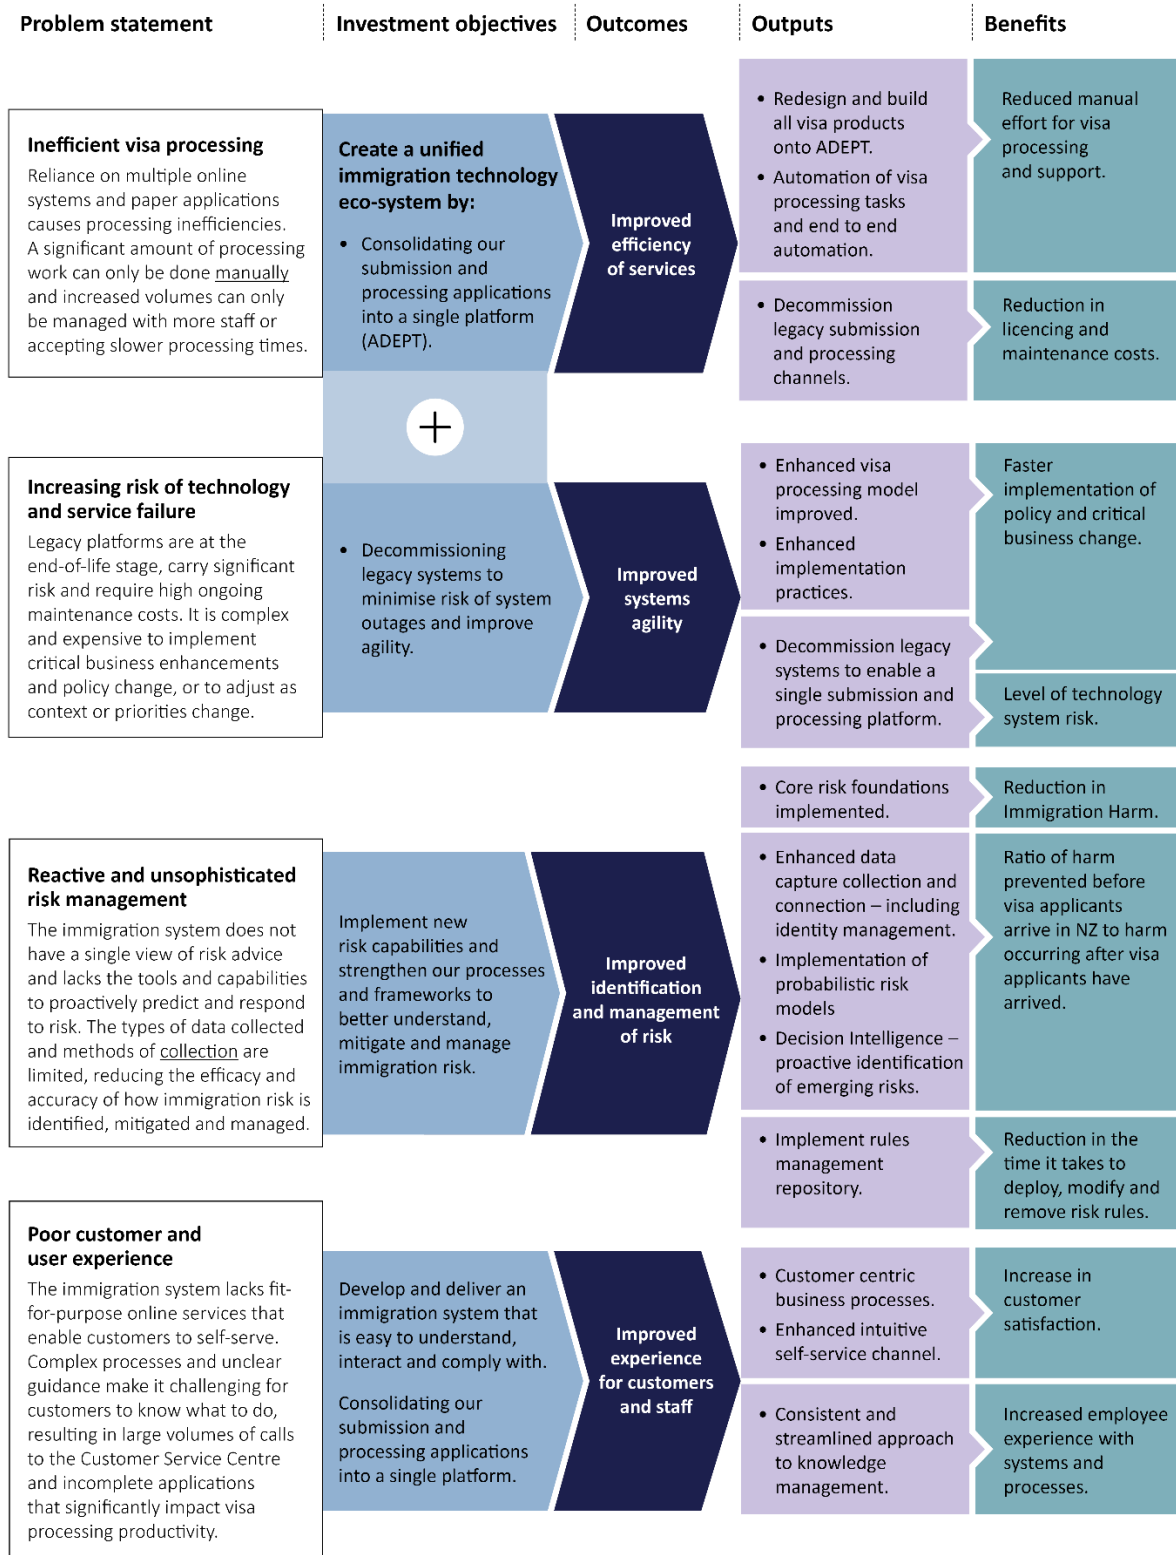 Problem statement
Investment objectives
Outcomes
Outputs
Benefits
Inefficient visa processing
Reliance on multiple online
systems and paper applications
causes processing inefficiencies.
A significant amount of processing
work can only be done manually
and increased volumes can only
be managed with more staff or
accepting slower processing times.
Create a unified
immigration technology
eco-system by:
• Consolidating our
submission and
processing applications
into a single platform
(ADEPT).
Improved
efficiency
of services
• Redesign and build
all visa products
onto ADEPT.
• Automation of visa
processing tasks
and end to end
automation.
Reduced manual
effort for visa
processing
and support.
• Decommission
legacy submission
and processing
channels.
Reduction in
licencing and
maintenance costs.
+
Increasing risk of technology
and service failure
Legacy platforms are at the
end-of-life stage, carry significant
risk and require high ongoing
maintenance costs. It is complex
and expensive to implement
critical business enhancements
and policy change, or to adjust as
context or priorities change.
• Decommissioning
legacy systems to
minimise risk of system
outages and improve
agility.
Improved
systems
agility
• Enhanced visa
processing model
improved.
• Enhanced
implementation
practices.
Faster
implementation of
policy and critical
business change.
• Decommission legacy
systems to enable a
single submission and
processing platform.
Level of technology
system risk.
Reactive and unsophisticated
risk management
The immigration system does not
have a single view of risk advice
and lacks the tools and capabilities
to proactively predict and respond
to risk. The types of data collected
and methods of collection are
limited, reducing the efficacy and
accuracy of how immigration risk is
identified, mitigated and managed.
Implement new
risk capabilities and
strengthen our processes
and frameworks to
better understand,
mitigate and manage
immigration risk.
Improved
identification
and management
of risk
• Core risk foundations
implemented.
Reduction in
Immigration Harm.
• Enhanced data
capture collection and
connection – including
identity management.
• Implementation of
probabilistic risk
models
• Decision Intelligence –
proactive identification
of emerging risks.
Ratio of harm
prevented before
visa applicants
arrive in NZ to harm
occurring after visa
applicants have
arrived.
• Implement rules
management
repository.
Reduction in the
time it takes to
deploy, modify and
remove risk rules.
Poor customer and
user experience
The immigration system lacks fit-
for-purpose online services that
enable customers to self-serve.
Complex processes and unclear
guidance make it challenging for
customers to know what to do,
resulting in large volumes of calls
to the Customer Service Centre
and incomplete applications
that significantly impact visa
processing productivity.
Develop and deliver an
immigration system that
is easy to understand,
interact and comply with.
Consolidating our
submission and
processing applications
into a single platform.
Improved
experience
for customers
and staff
• Customer centric
business processes.
• Enhanced intuitive
self-service channel.
Increase in
customer
satisfaction.
• Consistent and
streamlined approach
to knowledge
management.
Increased employee
experience with
systems and
processes.